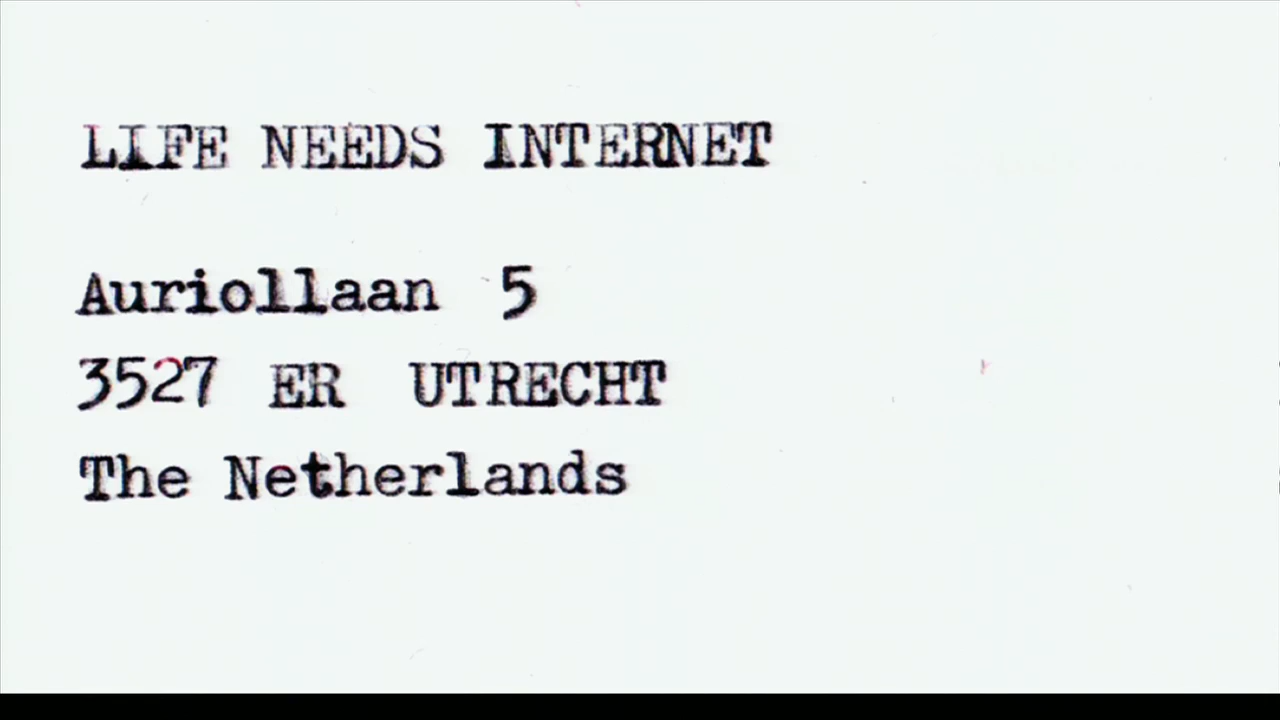 LIFE NEEDS INTERNET
Auriollaan 5
3527 ER UTRECHT
The Netherlands